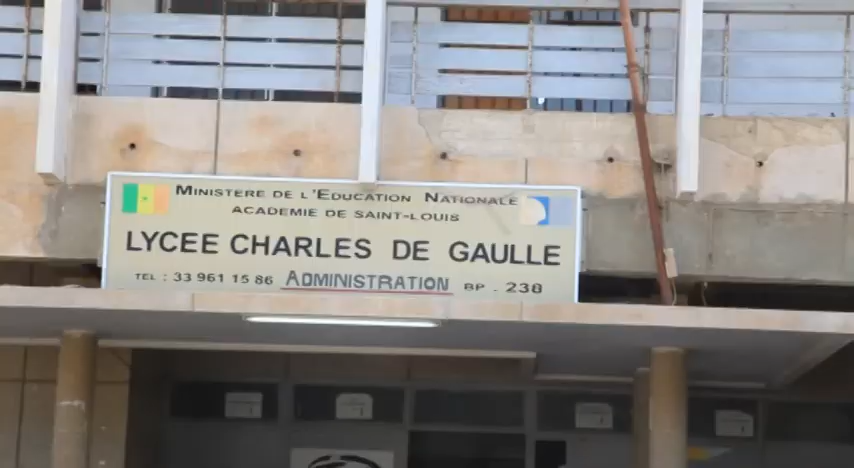 MINISTERE DE L'EDUCATION NATIONALE
ACADEMIE DE SAINT-LOUIS
LYCEE CHARLES DE GAULLE
TEL : 33 961 15 86 ADMINISTRATION BP . 238